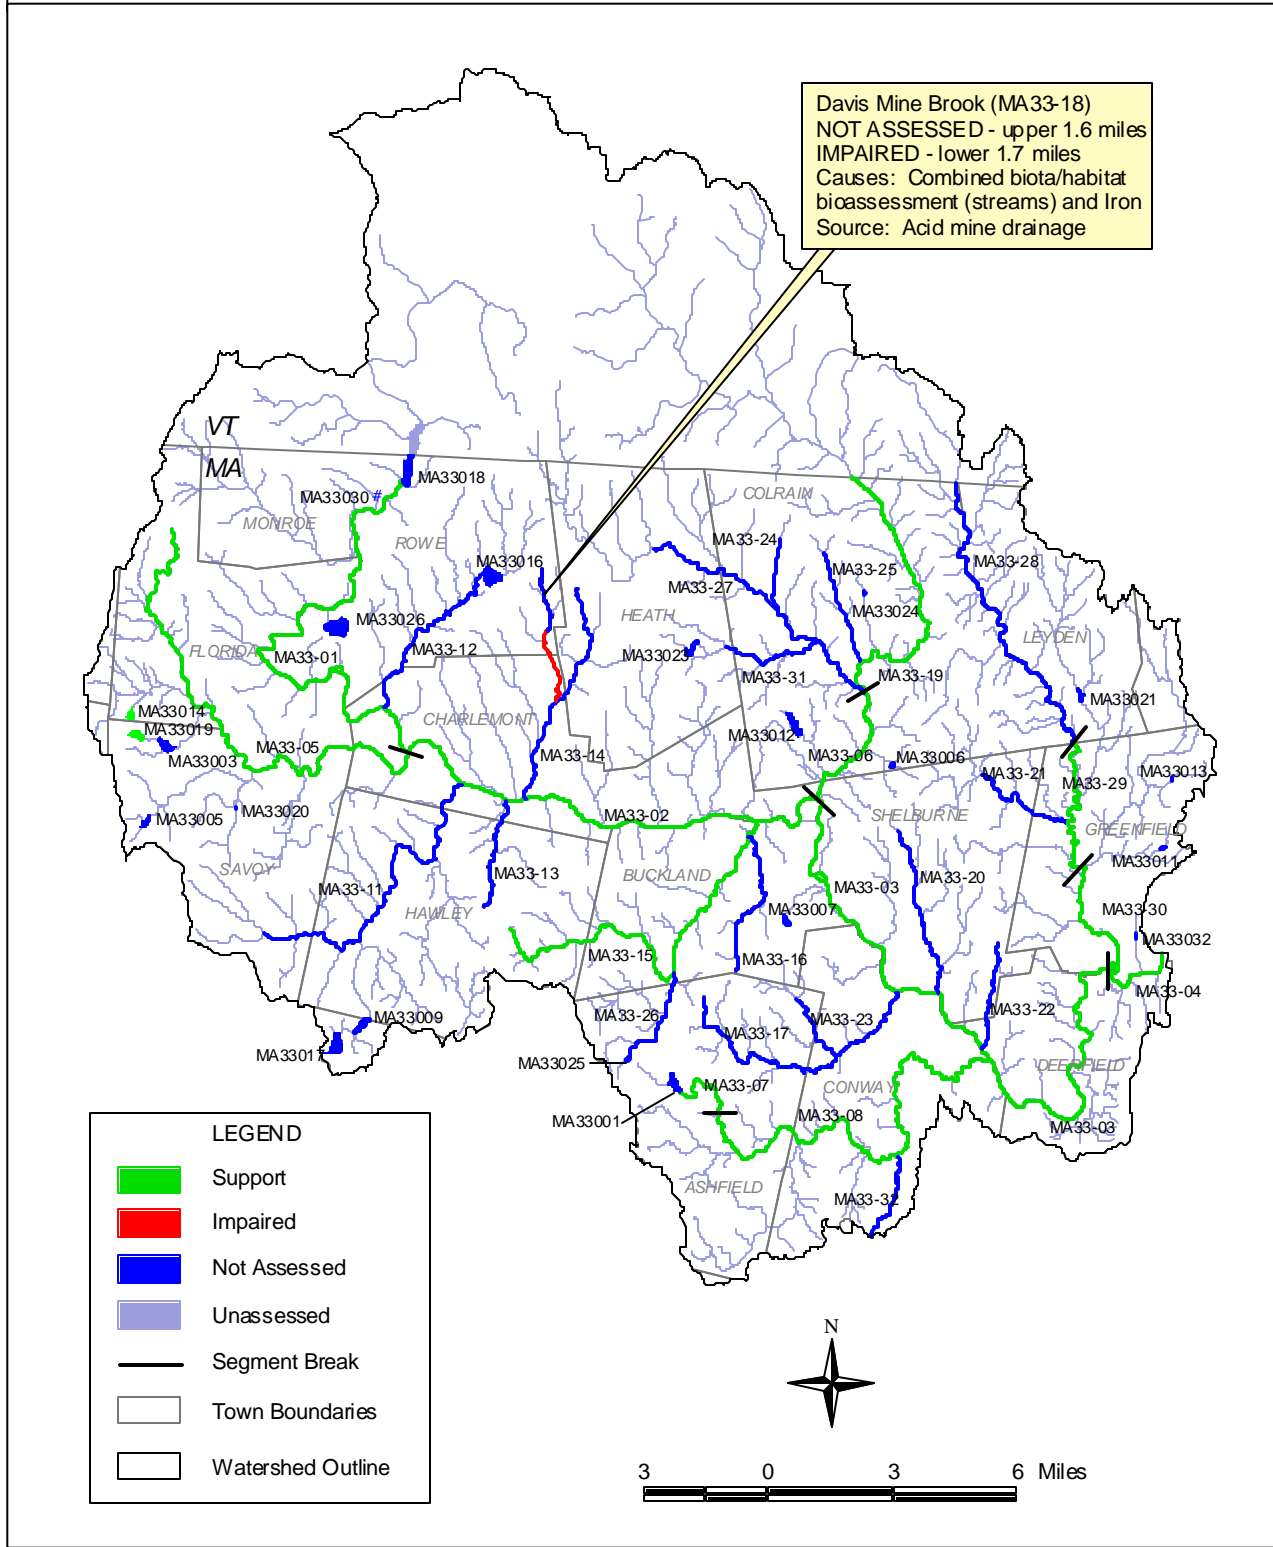 Davis Mine Brook (MA33-18)
NOT ASSESSED - upper 1.6 miles
IMPAIRED - lower 1.7 miles
Causes: Combined biota/habitat
bioassessment (streams) and Iron
Source: Acid mine drainage
VT
MA
MA33018
MA33030 #
MONROE
ROWE
COLRAIN
MA33-24
MA33016
MA33-25
MA33-28
MA33-27
MA33024
HEATH
MA33026
LEYDEN
FLORIDA
MA33-01
MA33-12
MA33023
MA33-31
MA33-19
MA33021
MA33014
MA33019
CHARLEMONT
MA33-05
MA33003
MA33-14
MA33012
MA33-06
MA33006
MA33-21
MA33-29
MA33013
MA33020
MA33005
MA33-02
SHELBURNE
GREENFIELD
MA33011
SAVOY
MA33-11
MA33-13
BUCKLAND
MA33-03
MA33-20
HAWLEY
MA33007
MA33-30
MA33032
MA33-15
MA33-16
MA33-04
MA33009
MA33-26
MA33-17
MA33-23
MA33-22
MA33017
MA33025
DEERFIELD
MA33-07
CONWAY
MA33001
MA33-08
MA33-03
ASHFIELD
MA33-32
LEGEND
Support
Impaired
Not Assessed
Unassessed
Segment Break
Town Boundaries
Watershed Outline
N
3 0 3 6 Miles